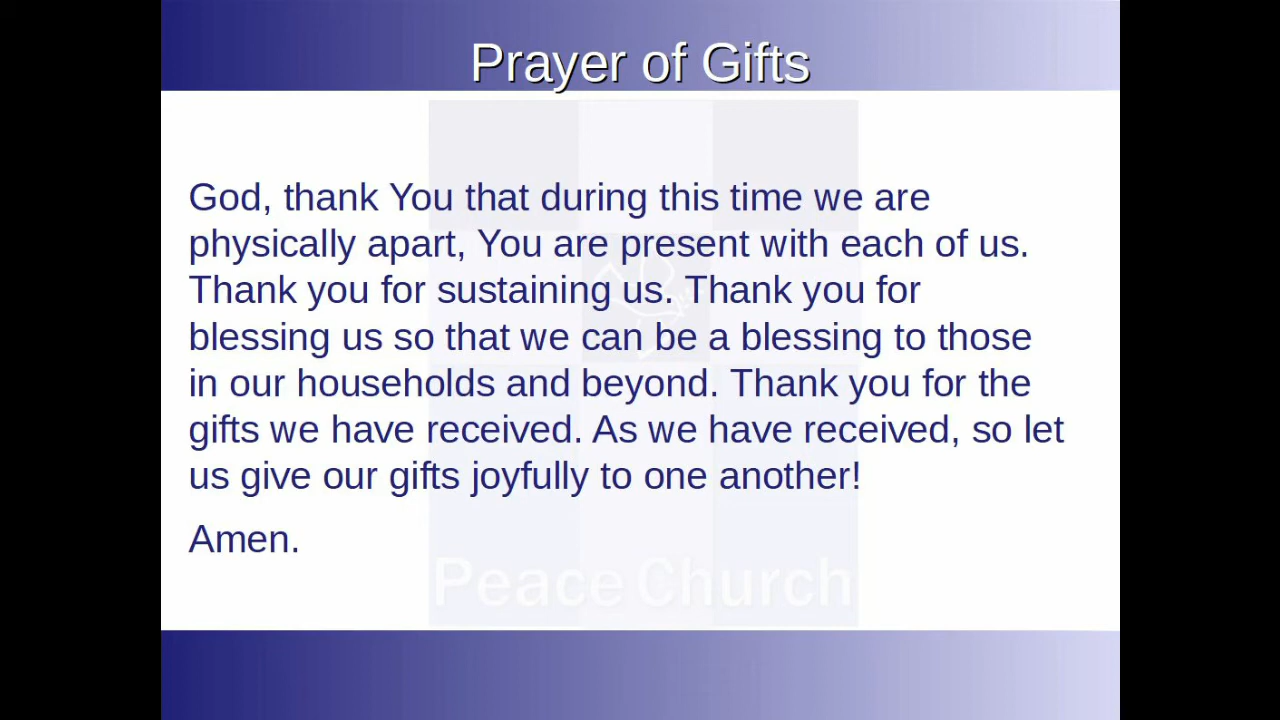 Prayer of Gifts
God, thank You that during this time we are
physically apart, You are present with each of us.
Thank you for sustaining us. Thank you for
blessing us so that we can be a blessing to those
in our households and beyond. Thank you for the
gifts we have received. As we have received, so let
us give our gifts joyfully to one another!
Amen.
Peace Church